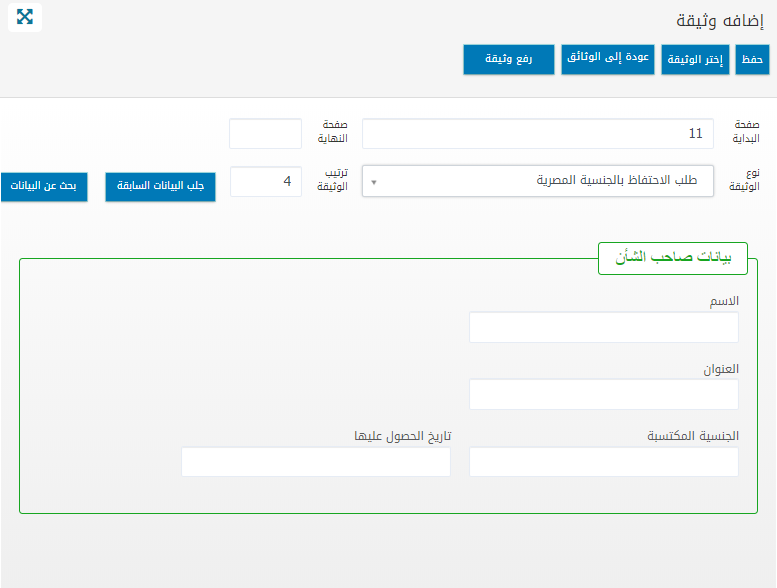 إضافه وثيقة
حفظ
إختر الوثيقة
عودة إلى الوثائق
رفع وثيقة
صفحة
البداية
11
صفحة
النهاية
نوع
الوثيقة
طلب الاحتفاظ بالجنسية المصرية
ترتيب
الوثيقة
4
جلب البيانات السابقة
بحث عن البيانات
بيانات صاحب الشأن
الاسم
العنوان
الجنسية المكتسبة
تاريخ الحصول عليها